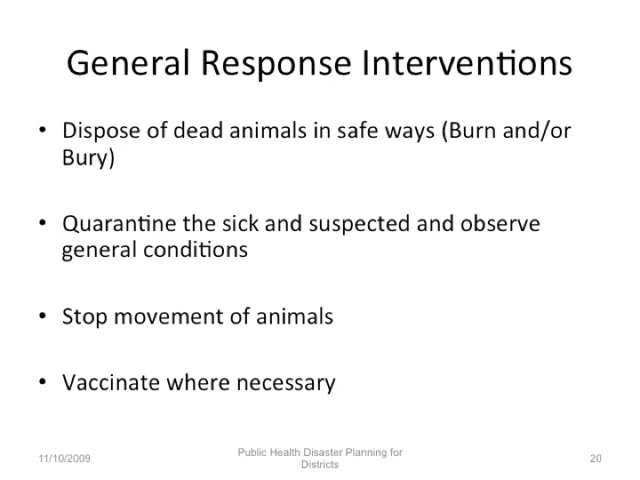 General Response Interventions
• Dispose of dead animals in safe ways (Burn and/or
Bury)
• Quarantine the sick and suspected and observe
general conditions
• Stop movement of animals
• Vaccinate where necessary
11/10/2009
Public Health Disaster Planning for
Districts
20